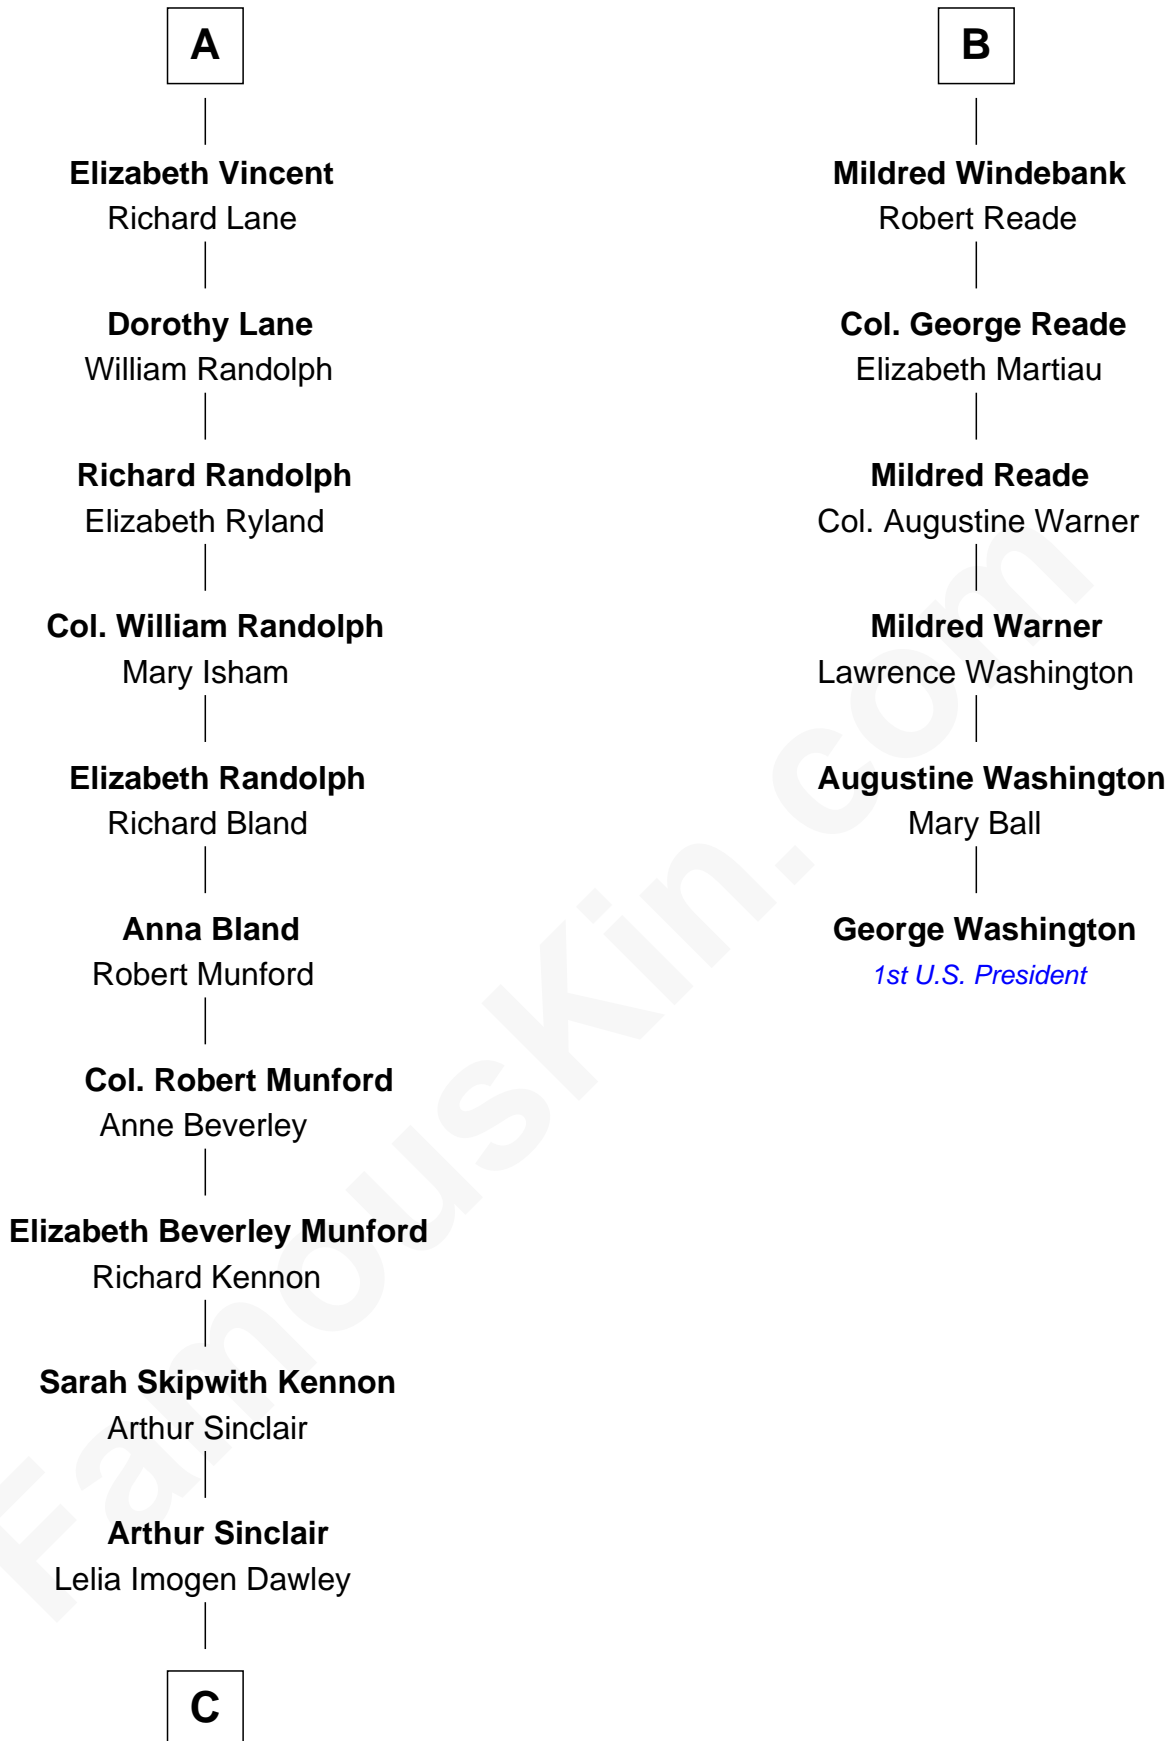 A
Elizabeth Vincent
Richard Lane
Dorothy Lane
William Randolph
Richard Randolph
Elizabeth Ryland
Col. William Randolph
Mary Isham
Elizabeth Randolph
Richard Bland
Anna Bland
Robert Munford
Col. Robert Munford
Anne Beverley
Elizabeth Beverley Munford
Richard Kennon
Sarah Skipwith Kennon
Arthur Sinclair
Arthur Sinclair
Lelia Imogen Dawley
C
B
Mildred Windebank
Robert Reade
Col. George Reade
Elizabeth Martiau
Mildred Reade
Col. Augustine Warner
Mildred Warner
Lawrence Washington
Augustine Washington
Mary Ball
George Washington
1st U.S. President
FamousKin.com